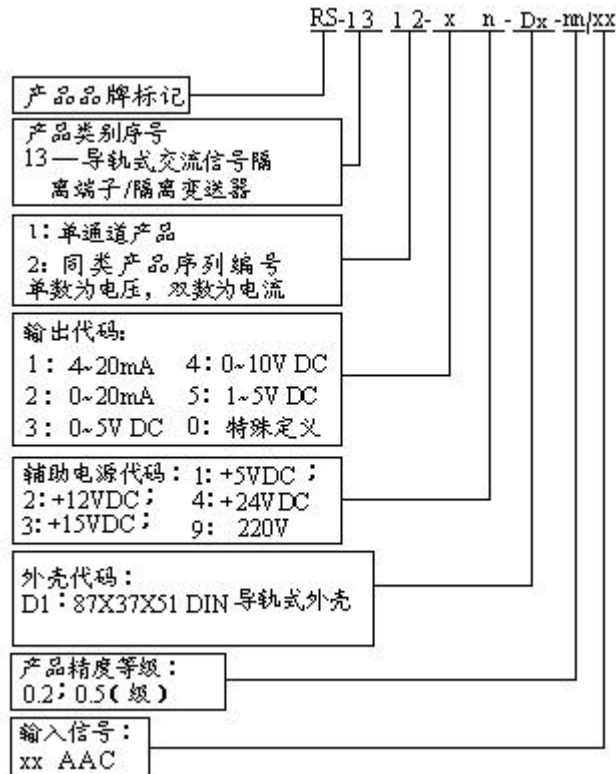 RS-13 12- x n - Dx -nn/xx
产品品牌标记
产品类别序号
13 — 导轨式交流信号隔
离端子/隔离变送器
1: 单通道产品
2: 同类产品序列编号
单数为电压，双数为电流
输出代码:
1: 4~20mA 4: 0~10V DC
2: 0~20mA 5: 1~5V DC
3: 0~5V DC 0: 特殊定义
辅助电源代码: 1: +5VDC;
2: +12VDC; 4: +24VDC
3: +15VDC; 9: 220V
外壳代码:
D1: 87X37X51 DIN 导轨式外壳
产品精度等级:
0.2; 0.5( 级 )
输入信号:
xx AAC